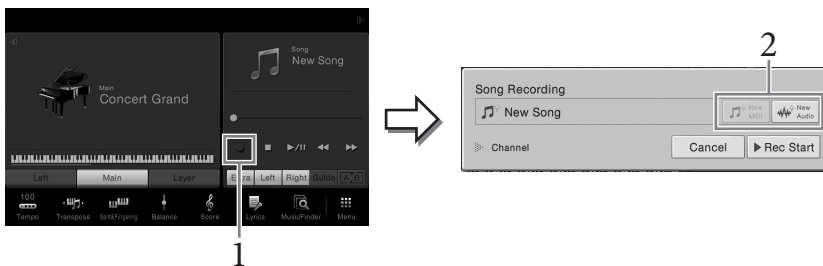 2
Song
New Song
Main
Concert Grand
Song Recording
New Song
New MIDI
New Audio
Channel
Cancel
Rec Start
Left Main Layer
Extra Left Right Guide A B
100
Tempo Transpose Split&Fingering Balance Score Lyrics MusicFinder Menu
1